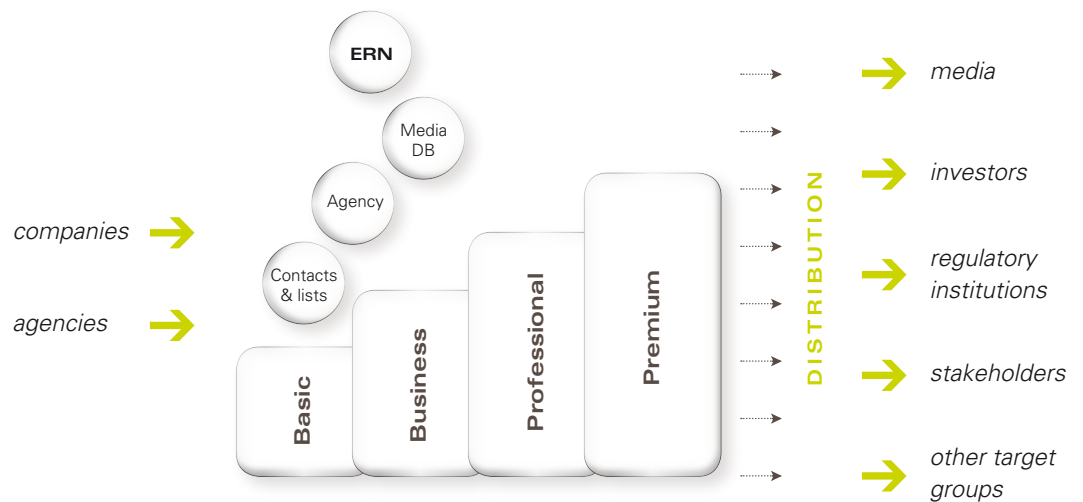 ERN
Media
DB
Agency
Contacts
& lists
companies
agencies
Basic
Business
Professional
Premium
DISTRIBUTION
media
investors
regulatory
institutions
stakeholders
other target
groups